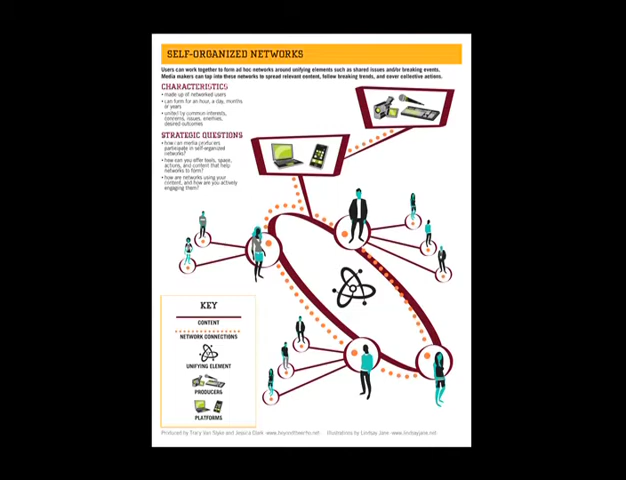 SELF-ORGANIZED NETWORKS
Users can work together to form ad hoc networks around unifying elements such as shared issues and/or breaking events.
Media makers can tap into these networks to spread relevant content, follow breaking trends, and cover collective actions.
CHARACTERISTICS
• made up of networked users
• can form for an hour, a day, months
or years
• united by common interests,
concerns, issues, enemies,
desired outcomes
STRATEGIC QUESTIONS
• how can media producers
participate in self-organized
networks?
• how can you offer tools, space,
actions, and content that help
networks to form?
• how are networks using your
content, and how are you actively
engaging them?
KEY
CONTENT
NETWORK CONNECTIONS
UNIFYING ELEMENT
PRODUCERS
PLATFORMS
Produced by Tracy Van Slyke and Jessica Clark Illustrations by Lindsay Jane www.lindsayjane.net